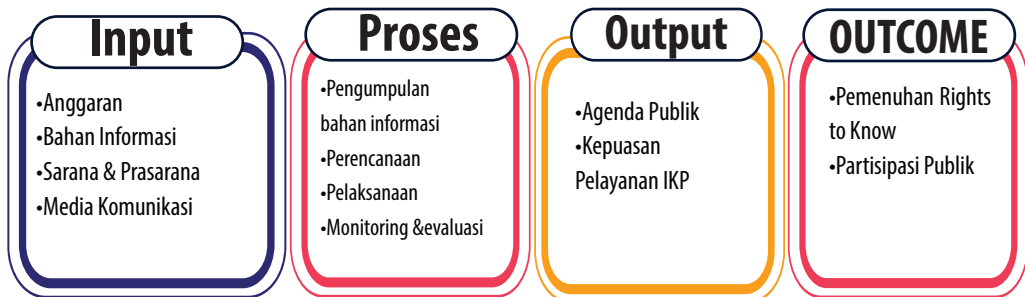 Input
•Anggaran
•Bahan Informasi
•Sarana & Prasarana
•Media Komunikasi
Proses
•Pengumpulan
bahan informasi
•Perencanaan
•Pelaksanaan
•Monitoring &evaluasi
Output
•Agenda Publik
•Kepuasan
Pelayanan IKP
OUTCOME
•Pemenuhan Rights
to Know
•Partisipasi Publik